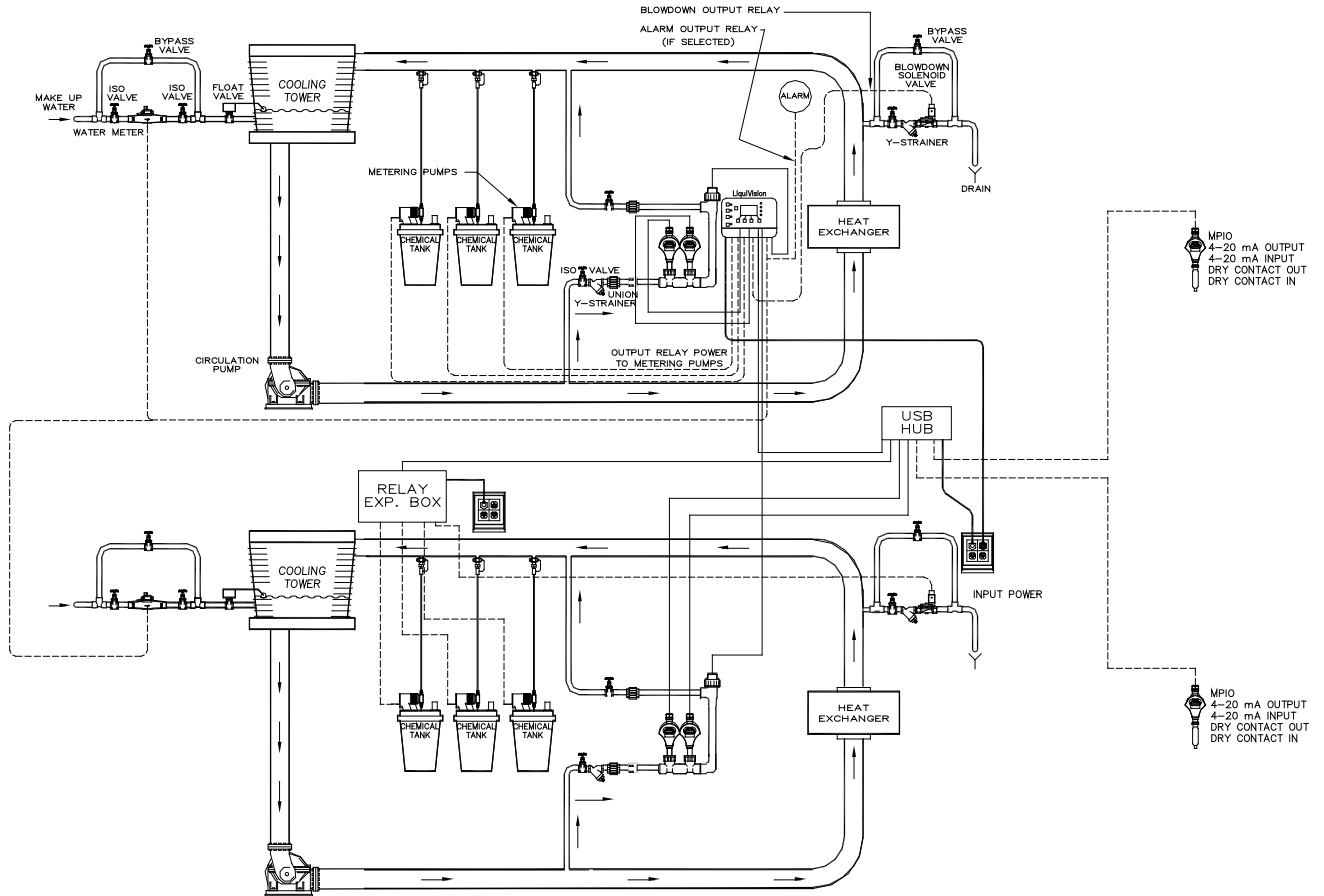 BLOWDOWN OUTPUT RELAY
ALARM OUTPUT RELAY
(IF SELECTED)
BYPASS
VALVE
BYPASS
VALVE
ISO
VALVE
ISO
VALVE
FLOAT
VALVE
COOLING
TOWER
MAKE UP
WATER
WATER METER
ALARM
BLOWDOWN
SOLENOID
VALVE
Y-STRAINER
DRAIN
METERING PUMPS
LiquiVision
CHEMICAL
TANK
CHEMICAL
TANK
CHEMICAL
TANK
HEAT
EXCHANGER
ISO VALVE
UNION
Y-STRAINER
MPIO
4-20 mA OUTPUT
4-20 mA INPUT
DRY CONTACT OUT
DRY CONTACT IN
CIRCULATION
PUMP
OUTPUT RELAY POWER
TO METERING PUMPS
USB
HUB
RELAY
EXP. BOX
COOLING
TOWER
INPUT POWER
CHEMICAL
TANK
CHEMICAL
TANK
CHEMICAL
TANK
HEAT
EXCHANGER
MPIO
4-20 mA OUTPUT
4-20 mA INPUT
DRY CONTACT OUT
DRY CONTACT IN